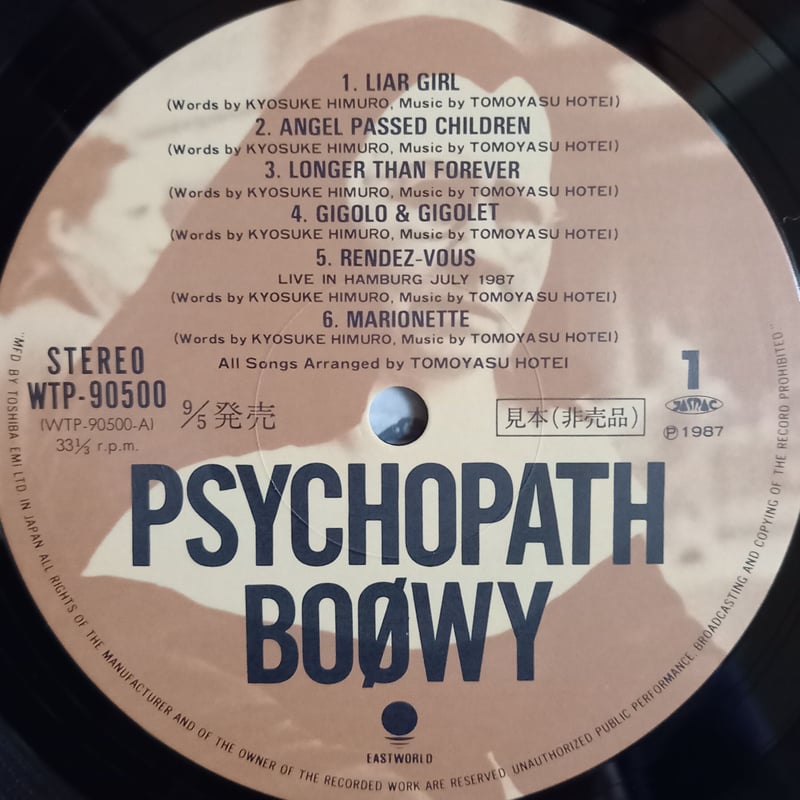 1. LIAR GIRL
(Words by KYOSUKE HIMURO, Music by TOMOYASU HOTEI)
2. ANGEL PASSED CHILDREN
(Words by KYOSUKE HIMURO, Music by TOMOYASU HOTEI)
3. LONGER THAN FOREVER
(Words by KYOSUKE HIMURO, Music by TOMOYASU HOTEI)
4. GIGOLO & GIGOLET
(Words by KYOSUKE HIMURO, Music by TOMOYASU HOTEI)
5. RENDEZ-VOUS
LIVE IN HAMBURG JULY 1987
(Words by KYOSUKE HIMURO, Music by TOMOYASU HOTEI)
6. MARIONETTE
(Words by KYOSUKE HIMURO, Music by TOMOYASU HOTEI)
All Songs Arranged by TOMOYASU HOTEI
STEREO
WTP-90500
(WTP-90500-A)
33⅓ r.p.m.
9/5 発売
見本(非売品)
1
JASRAC
Ⓟ1987
PSYCHOPATH
BOØWY
EASTWORLD
"MFD BY TOSHIBA EMI LTD. IN JAPAN ALL RIGHTS OF THE MANUFACTURER AND OF THE OWNER OF THE RECORDED WORK ARE RESERVED. UNAUTHORIZED PUBLIC PERFORMANCE, BROADCASTING AND COPYING OF THE RECORD PROHIBITED"